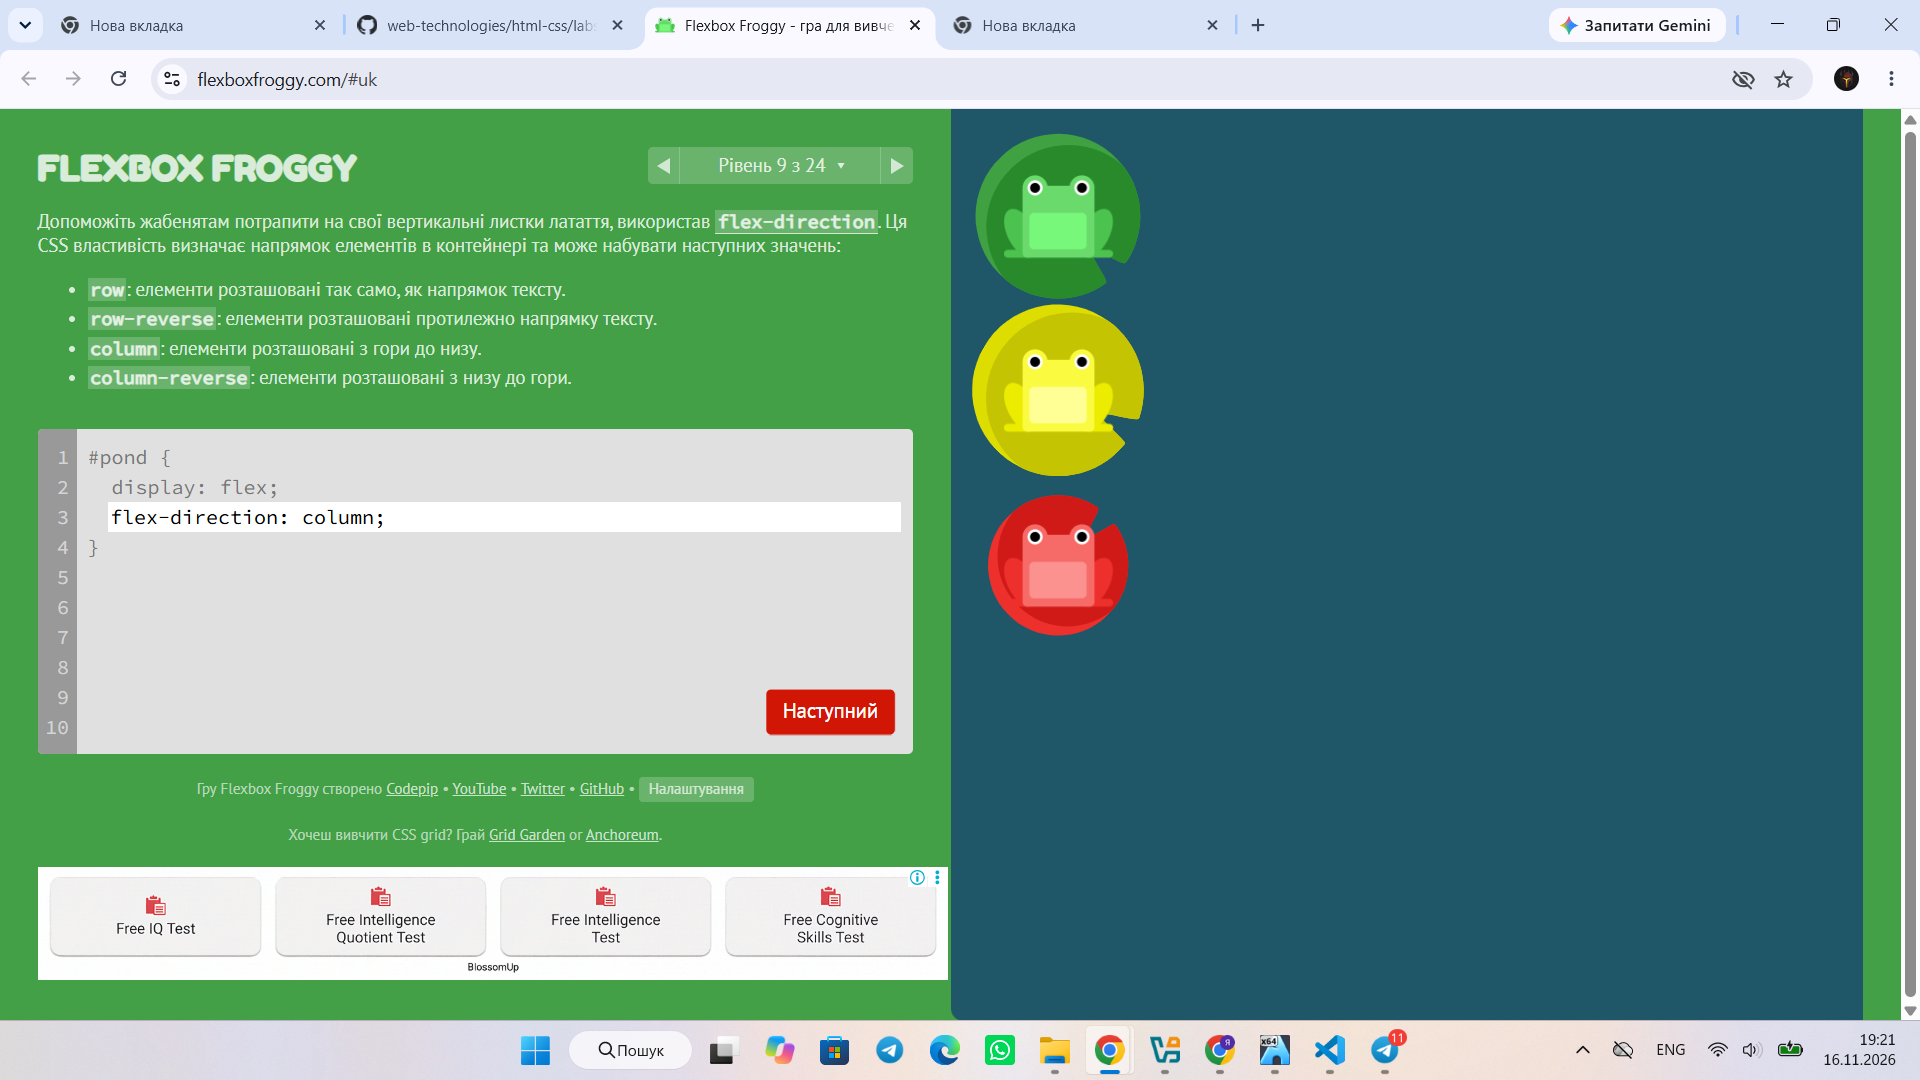 Нова вкладка
web-technologies/html-css/lab
Flexbox Froggy - гра для вивче
Нова вкладка
Запитати Gemini
flexboxfroggy.com/#uk
FLEXBOX FROGGY
Рівень 9 з 24
Допоможіть жабенятам потрапити на свої вертикальні листки латаття, використав flex-direction. Ця
CSS властивість визначає напрямок елементів в контейнері та може набувати наступних значень:
row: елементи розташовані так само, як напрямок тексту.
row-reverse: елементи розташовані протилежно напрямку тексту.
column: елементи розташовані з гори до низу.
column-reverse: елементи розташовані з низу до гори.
1 #pond {
2 display: flex;
3 flex-direction: column;
4 }
5
6
7
8
9
10
Наступний
Гру Flexbox Froggy створено Codepip • YouTube • Twitter • GitHub • Налаштування
Хочеш вивчити CSS grid? Грай Grid Garden or Anchoreum.
Free IQ Test
Free Intelligence
Quotient Test
Free Intelligence
Test
Free Cognitive
Skills Test
BlossomUp
Пошук
Я
x64
11
ENG
19:21
16.11.2026